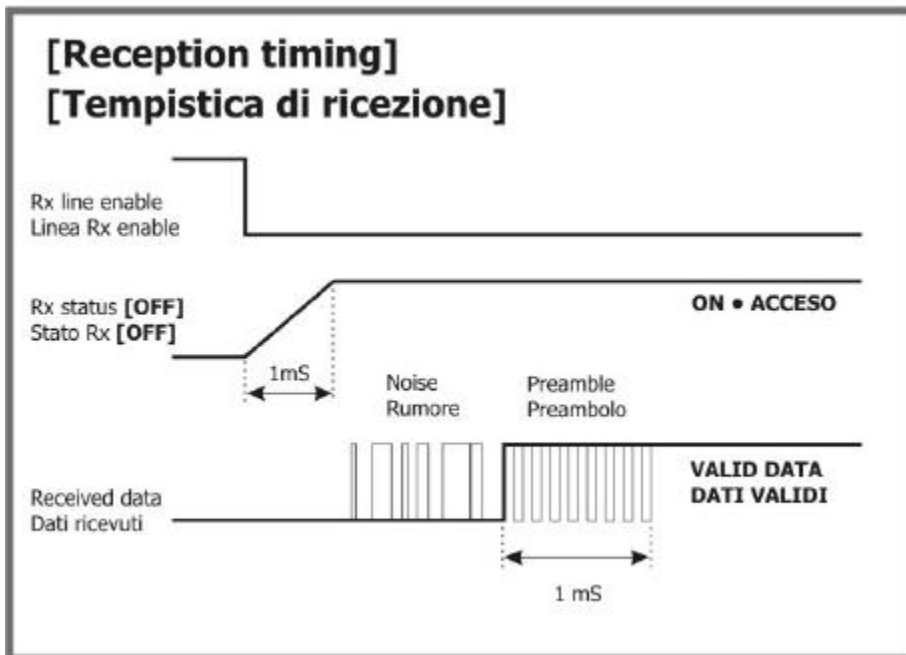 [Reception timing]
[Tempistica di ricezione]
Rx line enable
Linea Rx enable
Rx status [OFF]
Stato Rx [OFF]
ON ● ACCESO
1mS
Noise
Rumore
Preamble
Preambolo
VALID DATA
DATI VALIDI
Received data
Dati ricevuti
1 mS